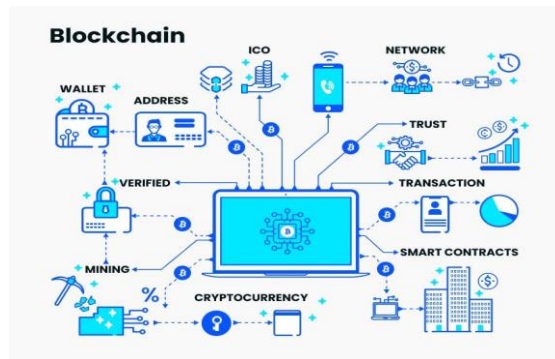 Blockchain
ICO
NETWORK
WALLET
ADDRESS
TRUST
VERIFIED
TRANSACTION
SMART CONTRACTS
MINING
%
CRYPTOCURRENCY